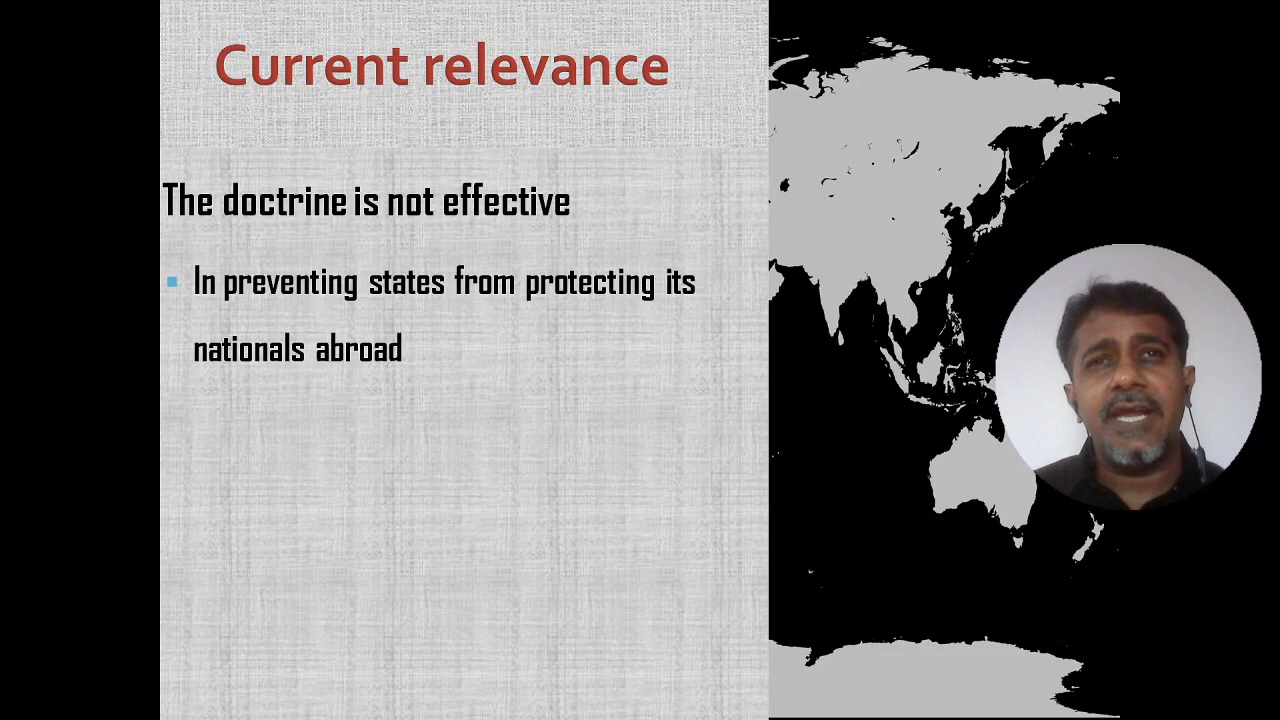 Current relevance
The doctrine is not effective
In preventing states from protecting its
nationals abroad